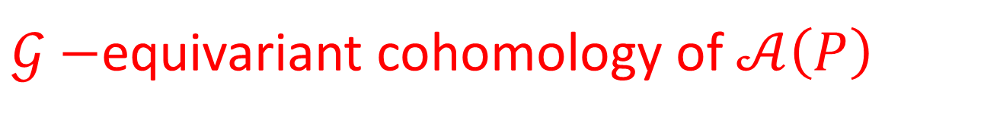 𝒢 −equivariant cohomology of 𝒜(𝑃)